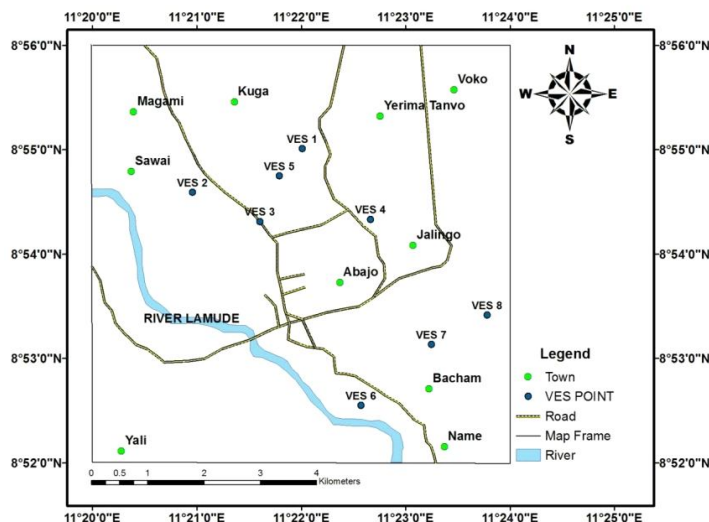 11°20'0"E 11°21'0"E 11°22'0"E 11°23'0"E 11°24'0"E 11°25'0"E
8°56'0"N 8°56'0"N
N
W E
S
Voko
Kuga
Magami
Yerima Tanvo
8°55'0"N 8°55'0"N
VES 1
Sawai
VES 5
VES 2
VES 3
VES 4
8°54'0"N 8°54'0"N
Jalingo
Abajo
VES 8
RIVER LAMUDE
VES 7
8°53'0"N 8°53'0"N
Legend
Town
VES POINT
Road
Map Frame
River
Bacham
VES 6
Name
Yali
8°52'0"N 8°52'0"N
0 0.5 1 2 3 4
Kilometers
11°20'0"E 11°21'0"E 11°22'0"E 11°23'0"E 11°24'0"E 11°25'0"E